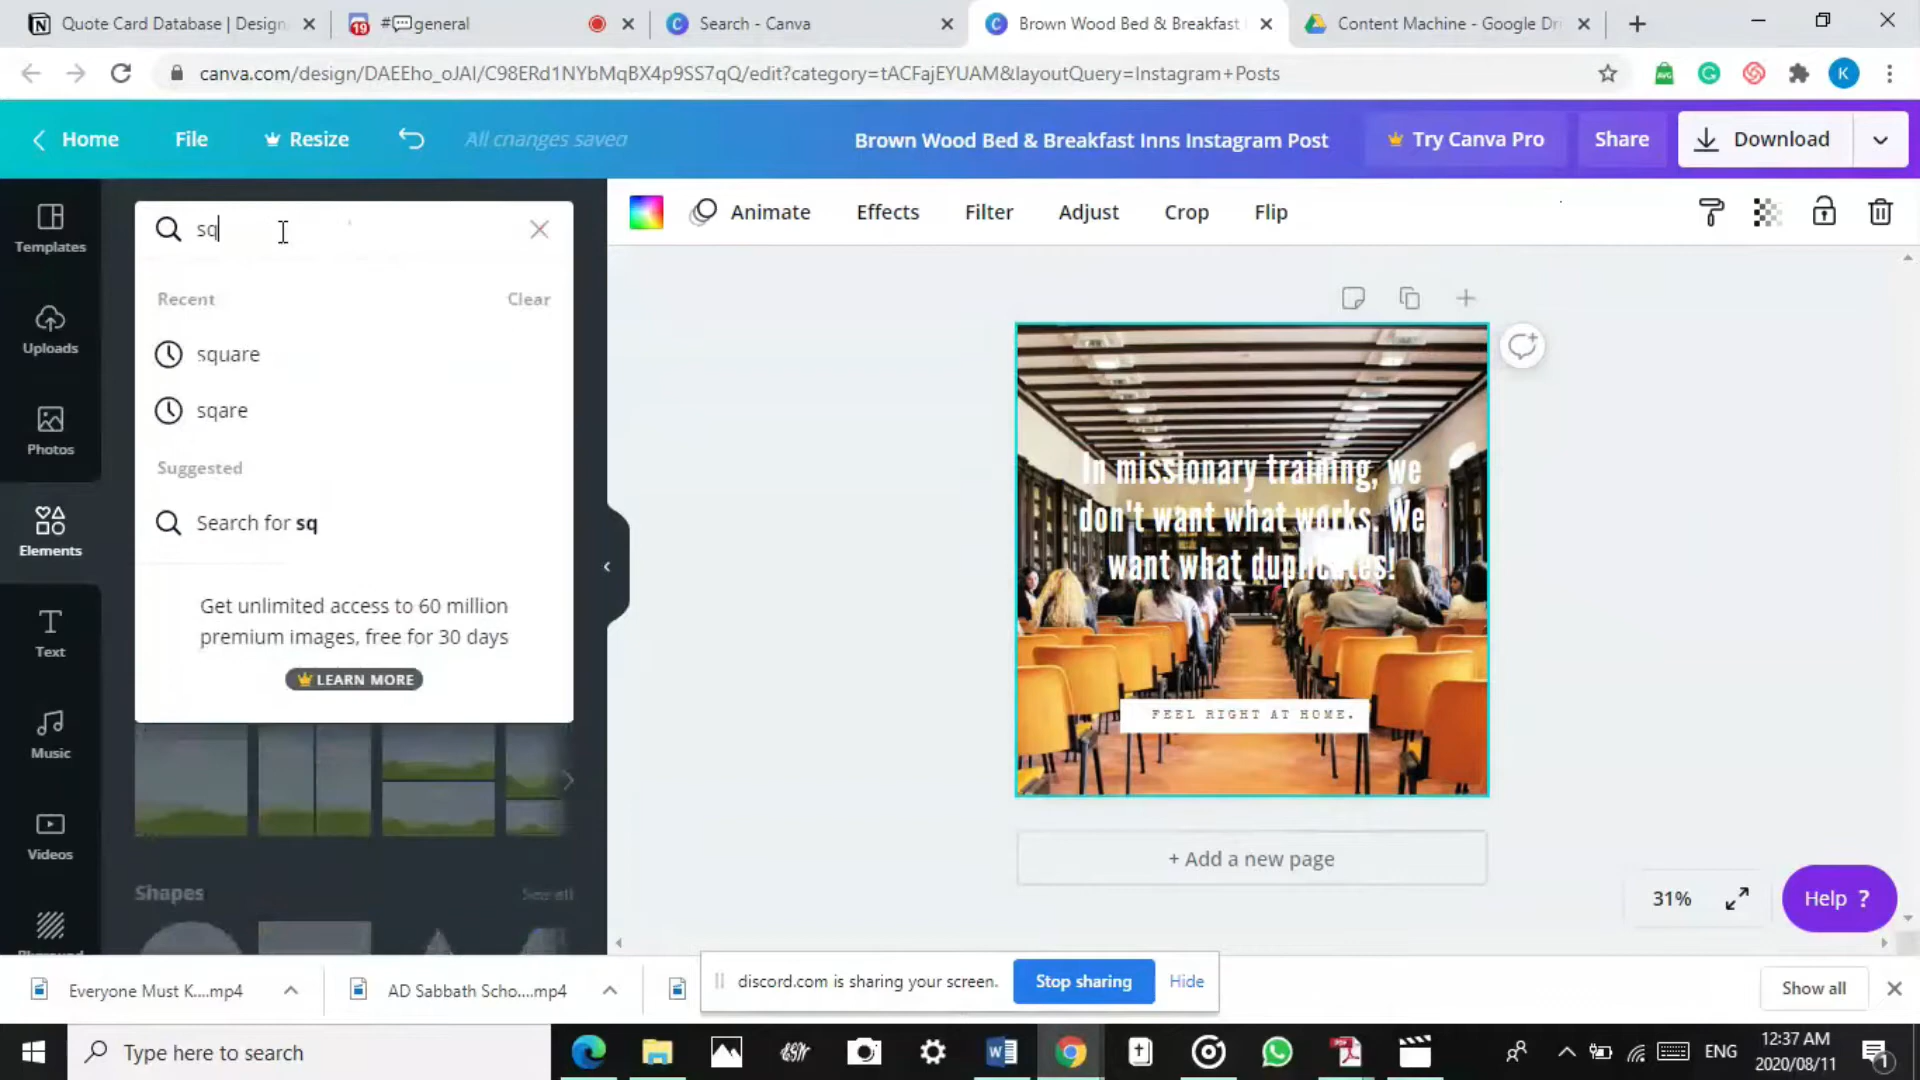 Quote Card Database | Design
19
#💬general
Search - Canva
Brown Wood Bed & Breakfast
Content Machine - Google Dri
canva.com/design/DAEEho_oJAI/C98ERd1NYbMqBX4p9SS7qQ/edit?category=tACFajEYUAM&layoutQuery=Instagram+Posts
K
Home
File
Resize
All changes saved
Brown Wood Bed & Breakfast Inns Instagram Post
Try Canva Pro
Share
Download
Templates
Uploads
Photos
Elements
Text
Music
Videos
sq
Recent
Clear
square
sqare
Suggested
Search for sq
Get unlimited access to 60 million
premium images, free for 30 days
LEARN MORE
Shapes
See all
Animate
Effects
Filter
Adjust
Crop
Flip
In missionary training, we
don't want what works. We
want what duplicates!
FEEL RIGHT AT HOME.
+ Add a new page
31%
Help ?
Everyone Must K....mp4
AD Sabbath Scho....mp4
discord.com is sharing your screen.
Stop sharing
Hide
Show all
Type here to search
ENG
12:37 AM
2020/08/11
1